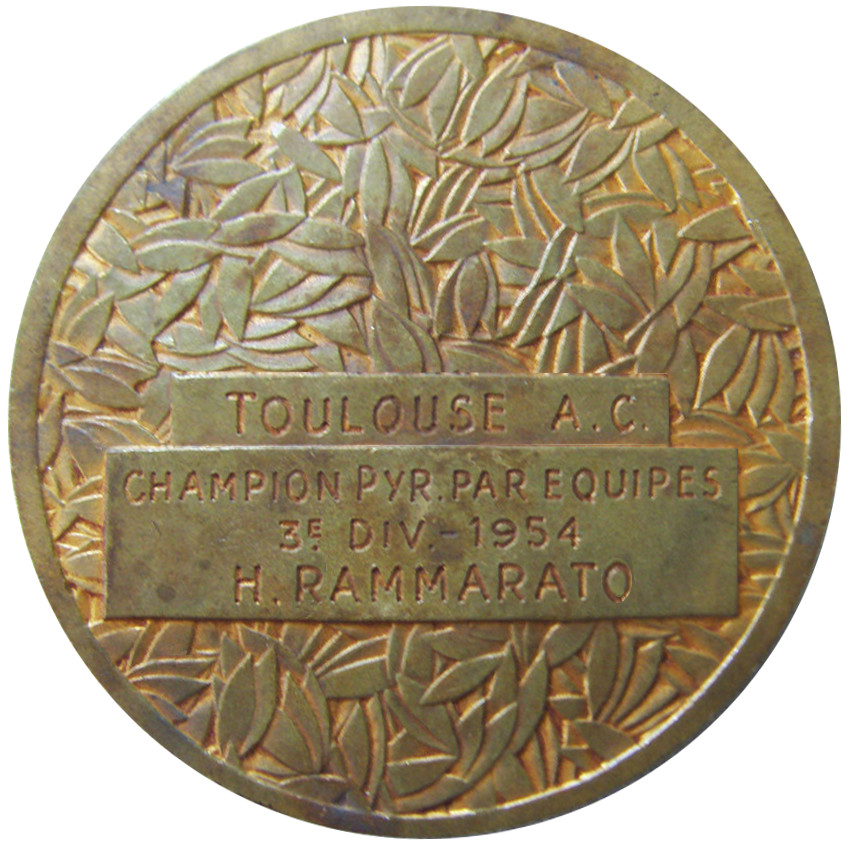 TOULOUSE A.C.
CHAMPION PYR. PAR EQUIPES
3E DIV. - 1954
H. RAMMARATO